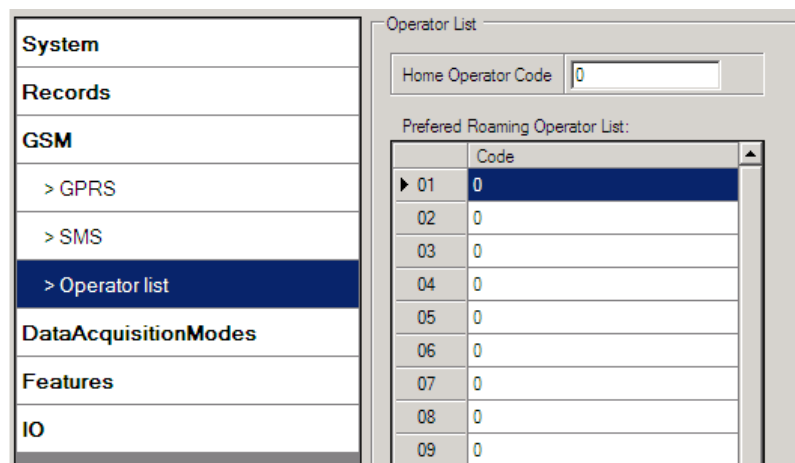 System
Records
GSM
> GPRS
> SMS
> Operator list
DataAcquisitionModes
Features
IO
Operator List
Home Operator Code 0
Prefered Roaming Operator List:
Code
01 0
02 0
03 0
04 0
05 0
06 0
07 0
08 0
09 0